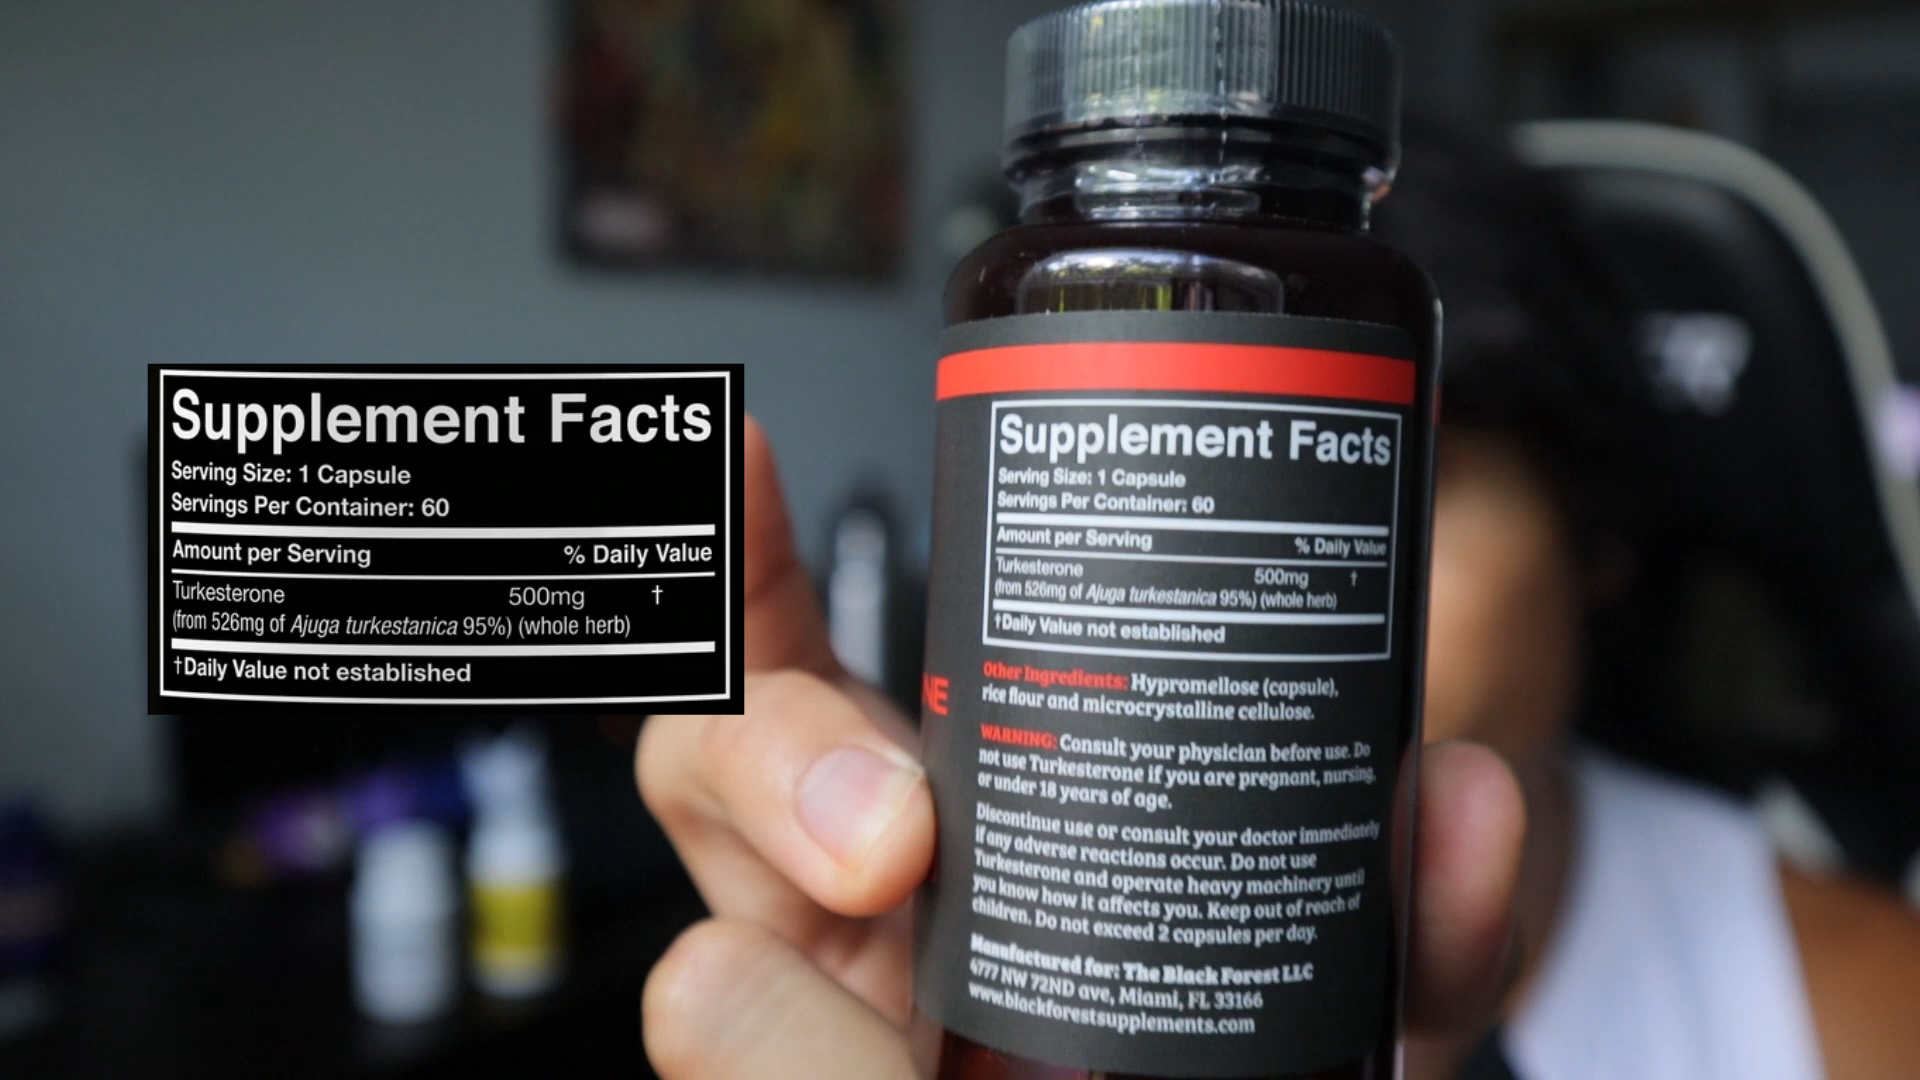 Supplement Facts
Serving Size: 1 Capsule
Servings Per Container: 60
Amount per Serving % Daily Value
Turkesterone 500mg †
(from 526mg of Ajuga turkestanica 95%) (whole herb)
†Daily Value not established
Supplement Facts
Serving Size: 1 Capsule
Servings Per Container: 60
Amount per Serving % Daily Value
Turkesterone 500mg †
(from 526mg of Ajuga turkestanica 95%) (whole herb)
†Daily Value not established
NE
Other Ingredients: Hypromellose (capsule),
rice flour and microcrystalline cellulose.
WARNING: Consult your physician before use. Do
not use Turkesterone if you are pregnant, nursing,
or under 18 years of age.
Discontinue use or consult your doctor immediately
if any adverse reactions occur. Do not use
Turkesterone and operate heavy machinery until
you know how it affects you. Keep out of reach of
children. Do not exceed 2 capsules per day.
Manufactured for: The Black Forest LLC
4777 NW 72ND ave, Miami, FL 33166
www.blackforestsupplements.com